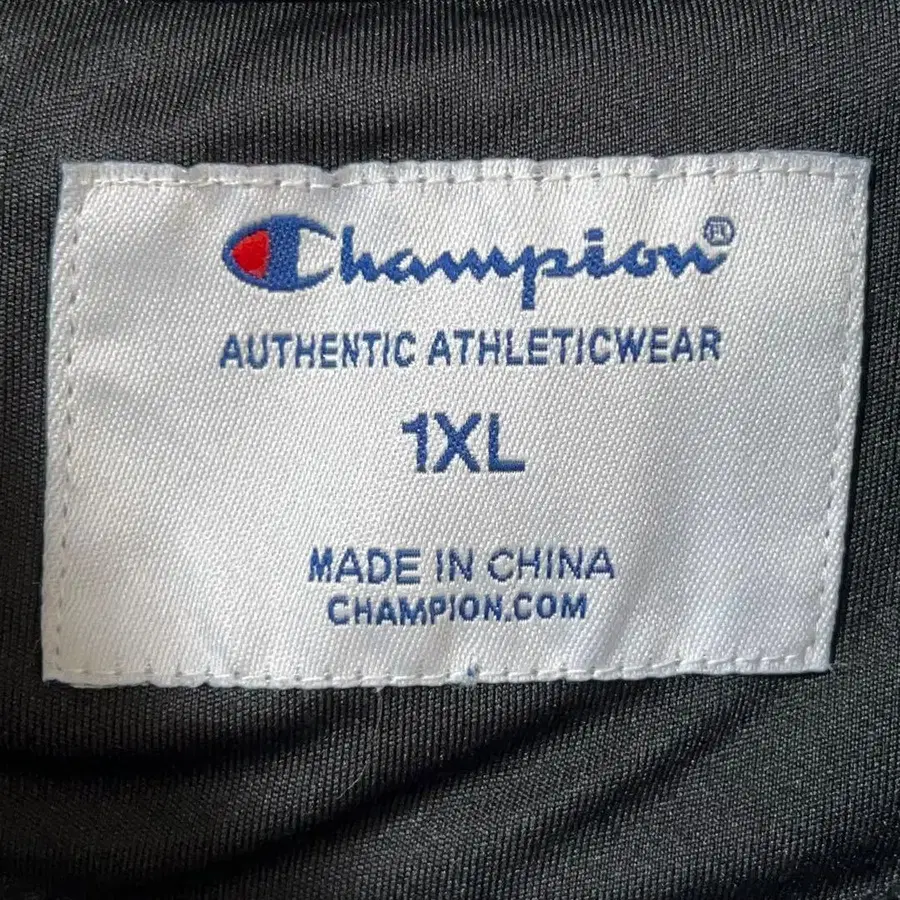 Champion®
AUTHENTIC ATHLETICWEAR
1XL
MADE IN CHINA
CHAMPION.COM